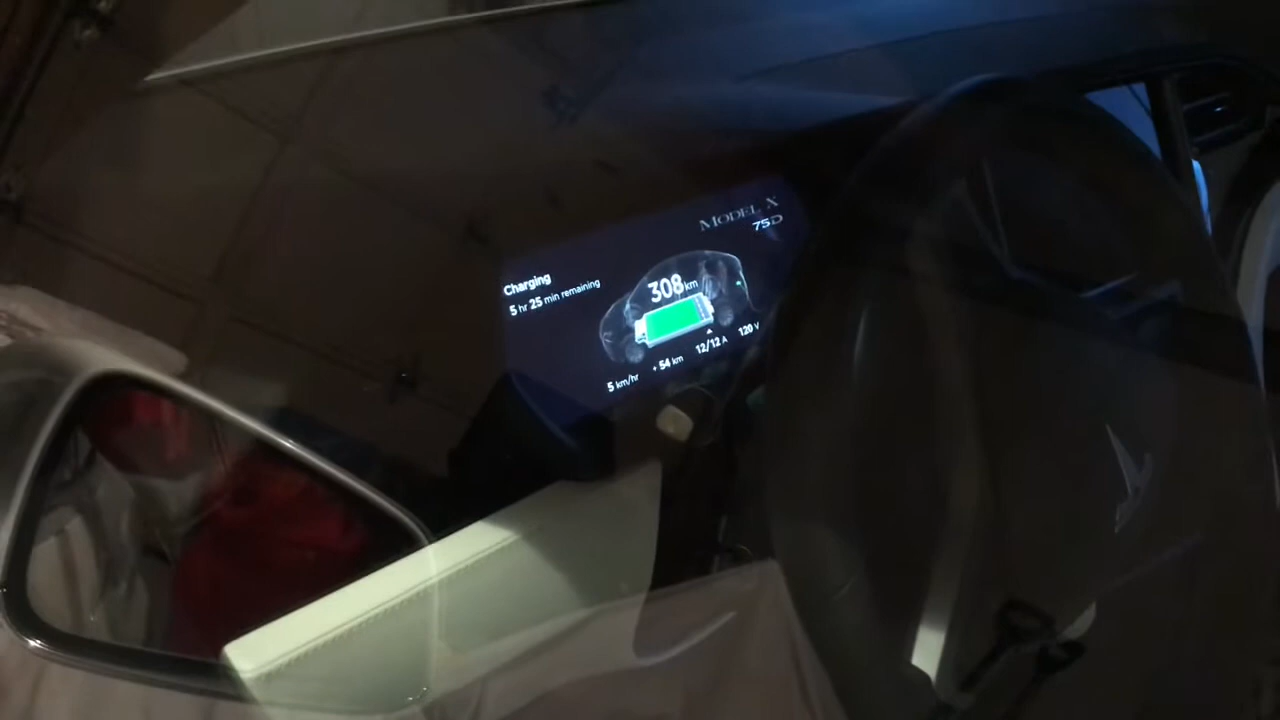 MODEL X
75D
Charging
5 hr 25 min remaining
308 km
5 km/hr + 54 km 12/12 A 120 V